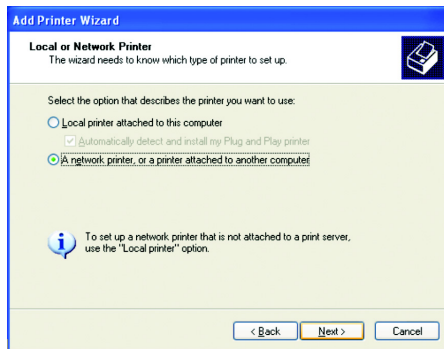 Add Printer Wizard
Local or Network Printer
The wizard needs to know which type of printer to set up.
Select the option that describes the printer you want to use:
Local printer attached to this computer
Automatically detect and install my Plug and Play printer
A network printer, or a printer attached to another computer
To set up a network printer that is not attached to a print server,
use the "Local printer" option.
< Back Next > Cancel